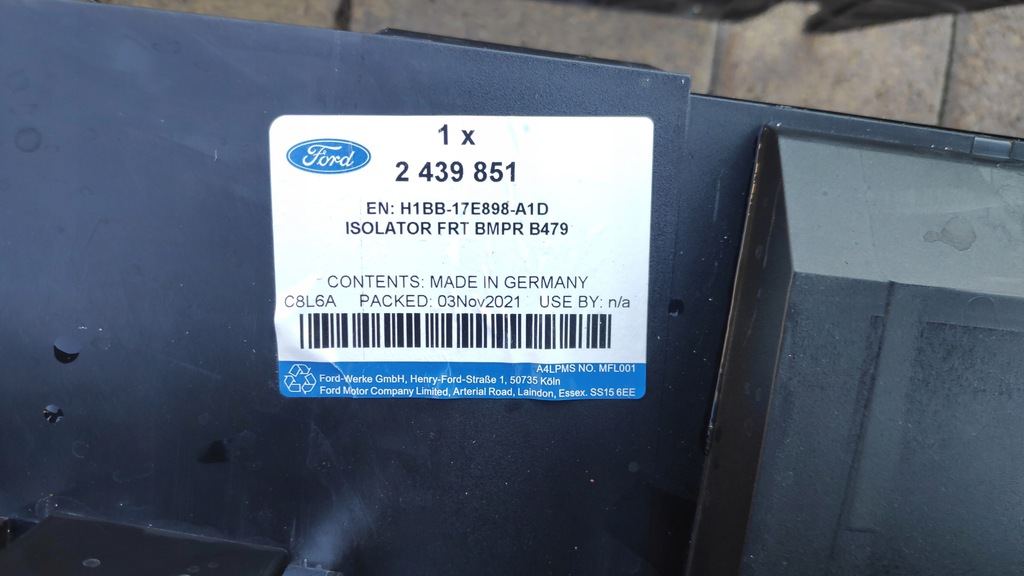 1 x
Ford
2 439 851
EN: H1BB-17E898-A1D
ISOLATOR FRT BMPR B479
CONTENTS: MADE IN GERMANY
C8L6A PACKED: 03Nov2021 USE BY: n/a
A4LPMS NO. MFL001
Ford-Werke GmbH, Henry-Ford-Straße 1, 50735 Köln
Ford Motor Company Limited, Arterial Road, Laindon, Essex. SS15 6EE